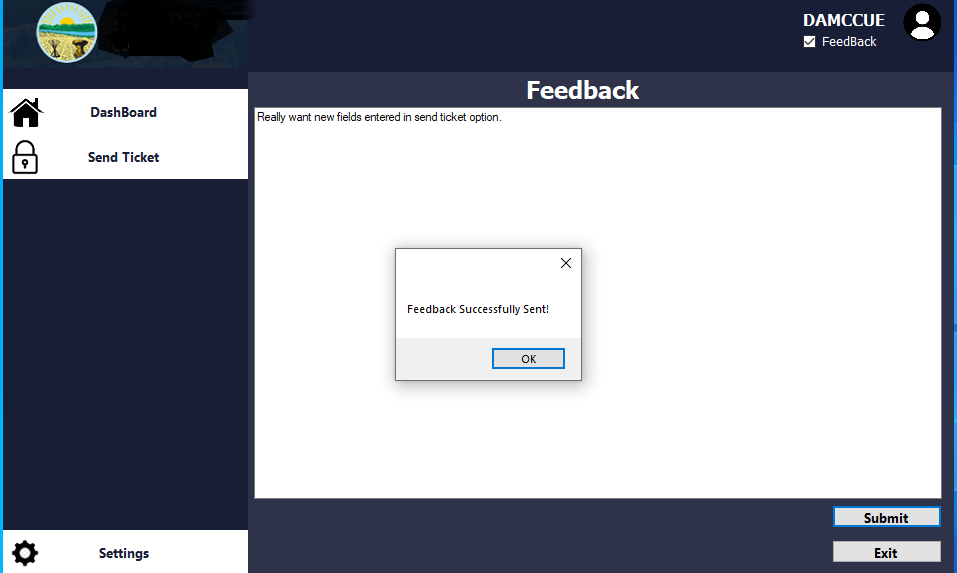 DAMCCUE
FeedBack
DashBoard
Send Ticket
Feedback
Really want new fields entered in send ticket option.
Feedback Successfully Sent!
OK
Submit
Settings
Exit